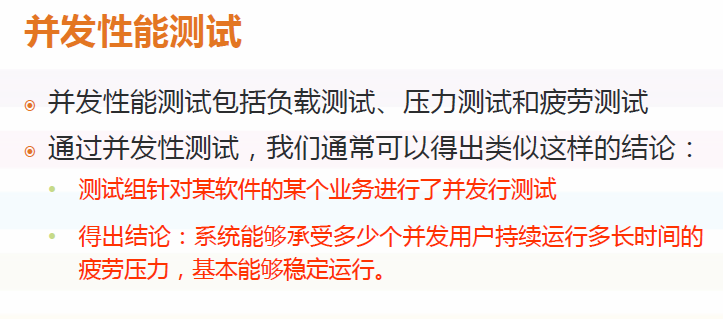 并发性能测试
并发性能测试包括负载测试、压力测试和疲劳测试
通过并发性测试，我们通常可以得出类似这样的结论：
测试组针对某软件的某个业务进行了并发行测试
得出结论：系统能够承受多少个并发用户持续运行多长时间的
疲劳压力，基本能够稳定运行。